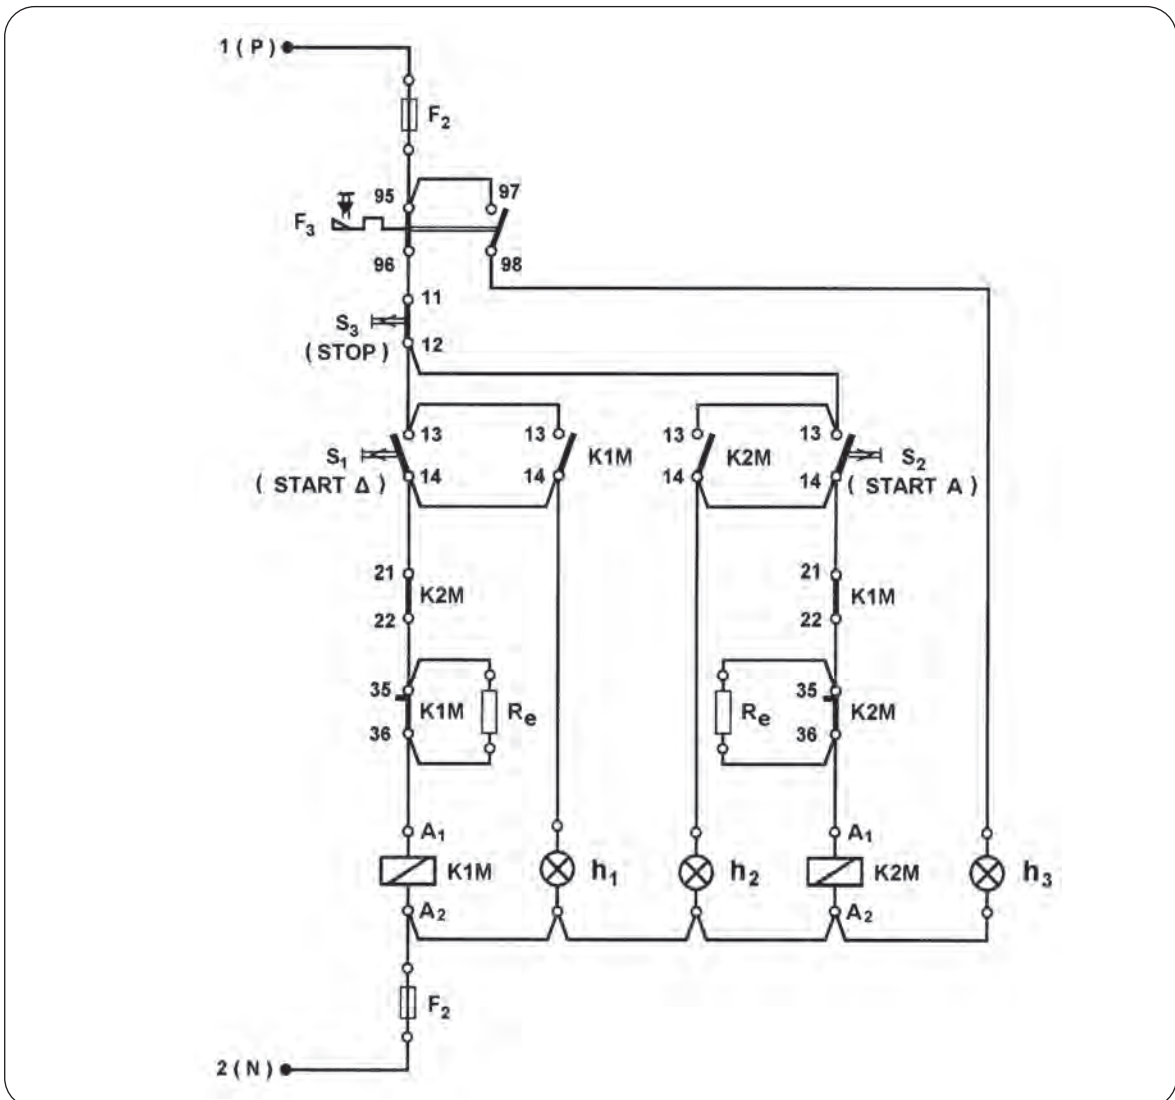 1 ( P )
F2
95 97
F3
96 98
11
S3
( STOP ) 12
13 13 13 13
S1 K1M K2M S2
( START Δ ) 14 14 14 14 ( START A )
21 21
K2M K1M
22 22
35 35
K1M Re Re K2M
36 36
A1 A1
K1M h1 h2 K2M h3
A2 A2
F2
2 ( N )